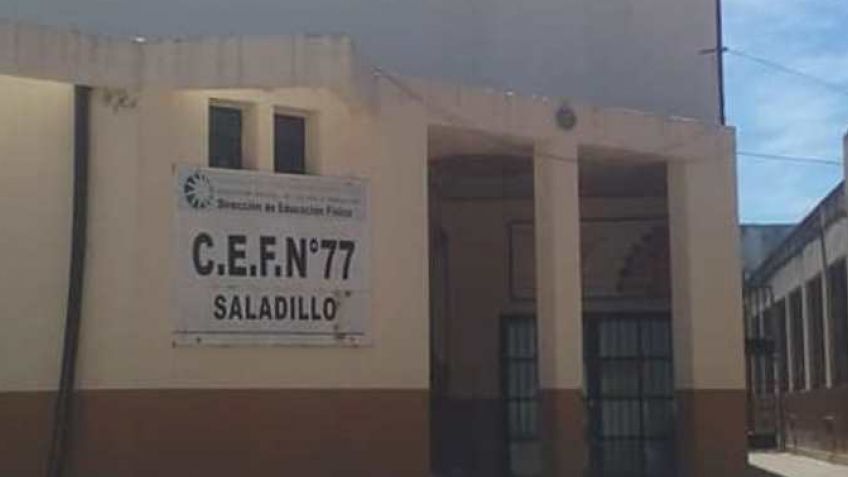 Dirección de Educación Física
C.E.F.N°77
SALADILLO